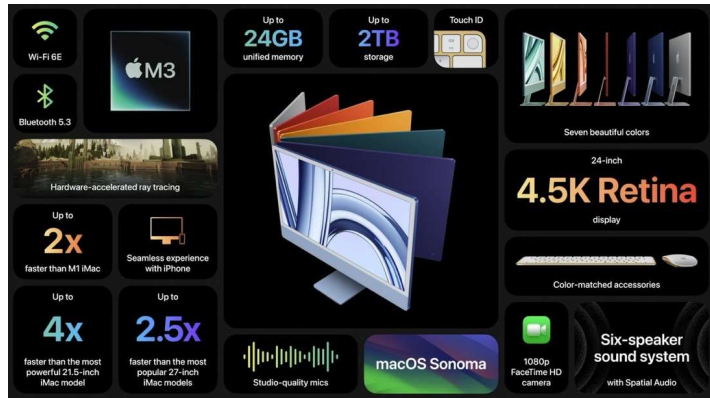 Wi-Fi 6E
M3
Bluetooth 5.3
Hardware-accelerated ray tracing
Up to
2x
faster than M1 iMac
Seamless experience
with iPhone
Up to
4x
faster than the most
powerful 21.5-inch
iMac model
Up to
2.5x
faster than the most
popular 27-inch
iMac models
Up to
24GB
unified memory
Up to
2TB
storage
Touch ID
Studio-quality mics
macOS Sonoma
Seven beautiful colors
24-inch
4.5K Retina
display
Color-matched accessories
1080p
FaceTime HD
camera
Six-speaker
sound system
with Spatial Audio